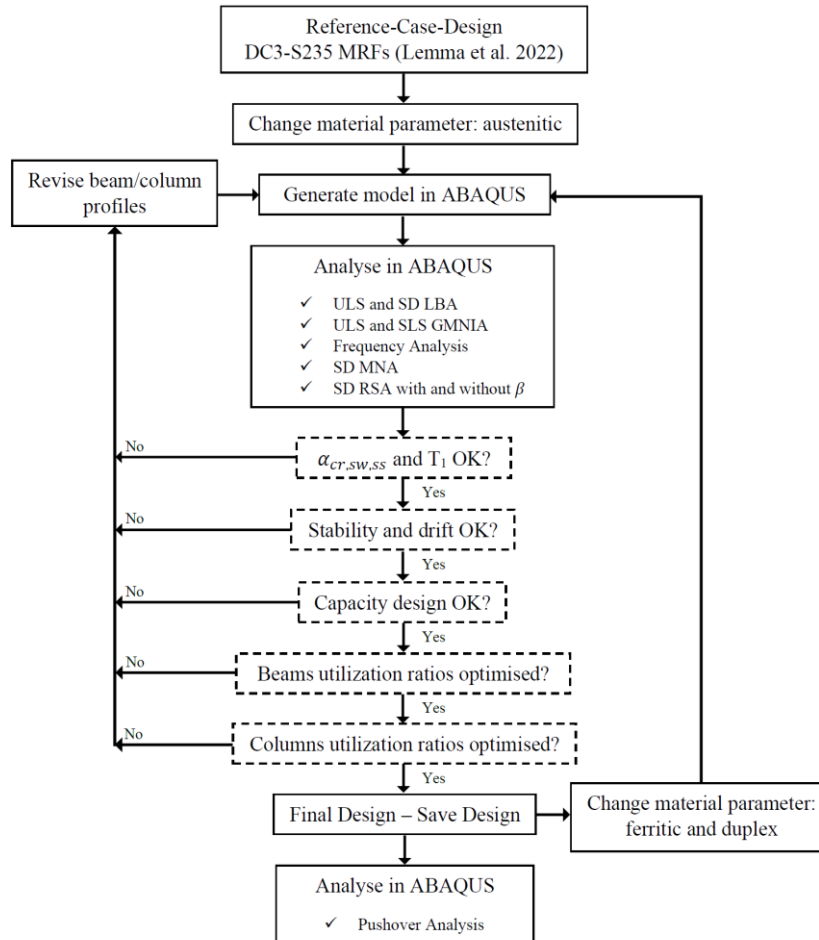 Reference-Case-Design
DC3-S235 MRFs (Lemma et al. 2022)
Change material parameter: austenitic
Revise beam/column
profiles
Generate model in ABAQUS
Analyse in ABAQUS
✓ ULS and SD LBA
✓ ULS and SLS GMNIA
✓ Frequency Analysis
✓ SD MNA
✓ SD RSA with and without β
No
α_{cr,sw,ss} and T₁ OK?
Yes
No
Stability and drift OK?
Yes
No
Capacity design OK?
Yes
No
Beams utilization ratios optimised?
Yes
No
Columns utilization ratios optimised?
Yes
Final Design – Save Design
Change material parameter:
ferritic and duplex
Analyse in ABAQUS
✓ Pushover Analysis